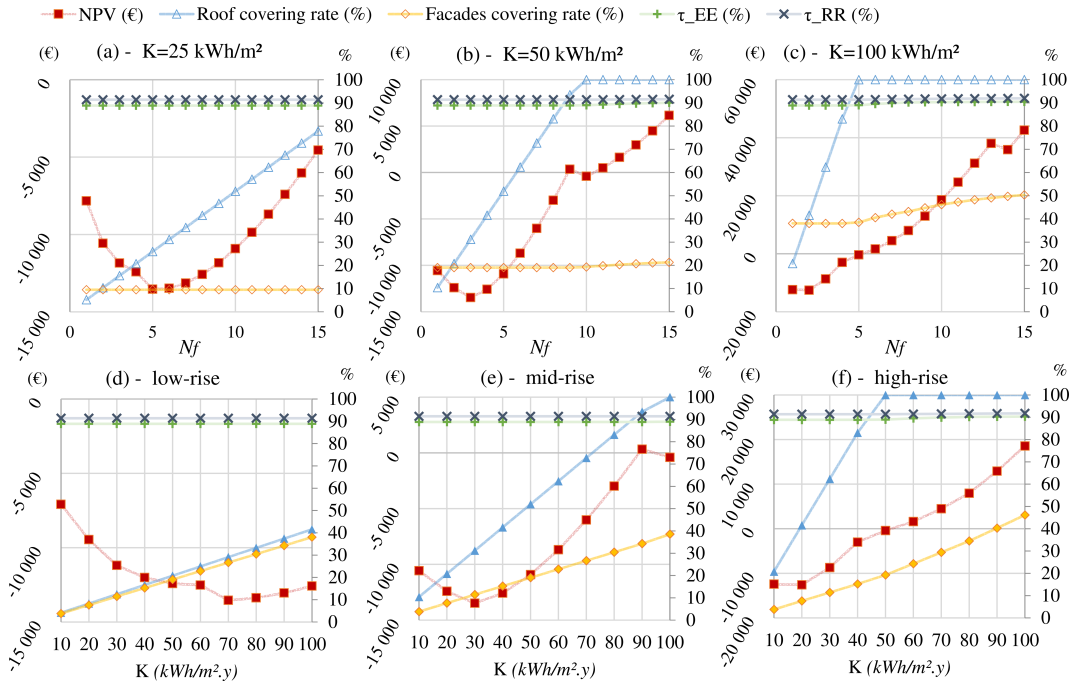 NPV (€) Roof covering rate (%) Facades covering rate (%) τ_EE (%) τ_RR (%)
(€) (a) - K=25 kWh/m² %
0 100
90
80
-5 000 70
60
50
-10 000 40
30
20
10
-15 000 0
0 5 10 15
Nf
(€) (b) - K=50 kWh/m² %
10 000 100
90
5 000 80
70
0 60
50
-5 000 40
30
-10 000 20
10
-15 000 0
0 5 10 15
Nf
(€) (c) - K=100 kWh/m² %
60 000 100
90
80
40 000 70
60
50
20 000 40
30
0 20
10
-20 000 0
0 5 10 15
Nf
(€) (d) - low-rise %
0 100
90
80
-5 000 70
60
50
-10 000 40
30
20
10
-15 000 0
10 20 30 40 50 60 70 80 90 100
K (kWh/m².y)
(€) (e) - mid-rise %
5 000 100
90
80
0 70
60
-5 000 50
40
30
-10 000 20
10
-15 000 0
10 20 30 40 50 60 70 80 90 100
K (kWh/m².y)
(€) (f) - high-rise %
30 000 100
90
20 000 80
70
10 000 60
50
0 40
30
-10 000 20
10
-20 000 0
10 20 30 40 50 60 70 80 90 100
K (kWh/m².y)